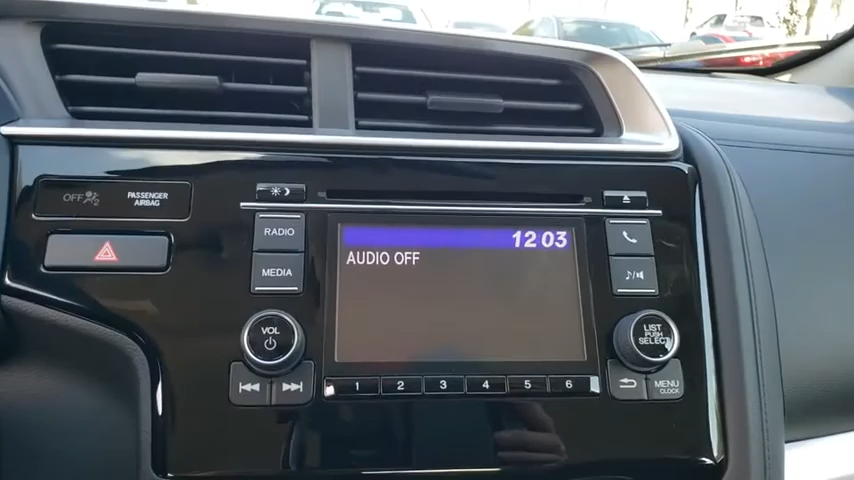 OFF
PASSENGER
AIRBAG
RADIO
MEDIA
VOL
12 03
AUDIO OFF
1 2 3 4 5 6
LIST
PUSH
SELECT
MENU
CLOCK